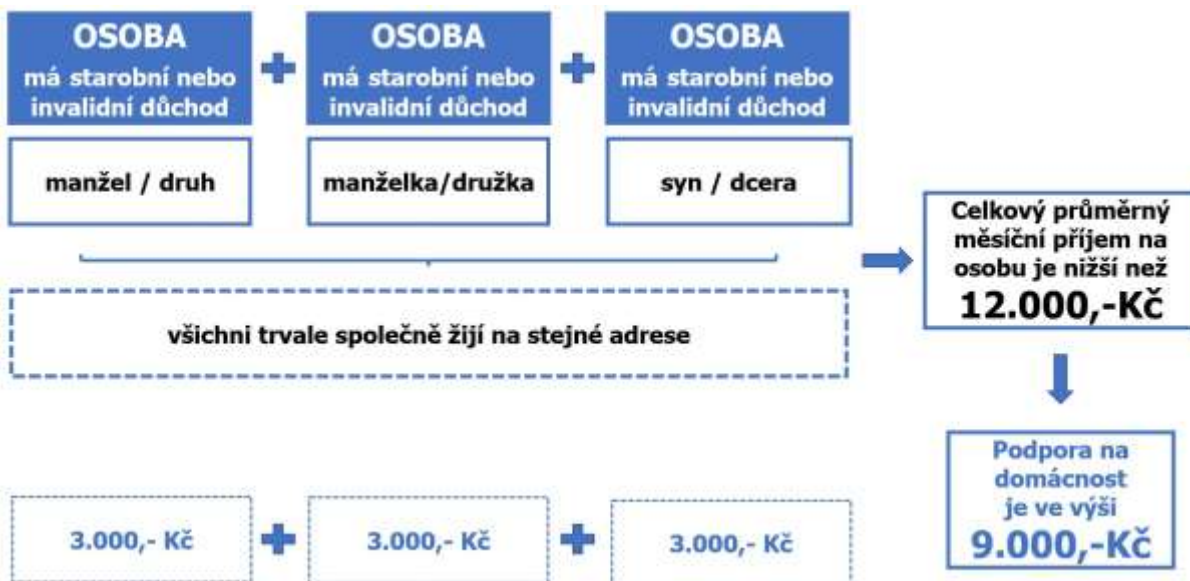 OSOBA
má starobní nebo
invalidní důchod
OSOBA
má starobní nebo
invalidní důchod
OSOBA
má starobní nebo
invalidní důchod
manžel / druh
manželka/družka
syn / dcera
všichni trvale společně žijí na stejné adrese
Celkový průměrný
měsíční příjem na
osobu je nižší než
12.000,-Kč
Podpora na
domácnost
je ve výši
9.000,-Kč
3.000,- Kč
3.000,- Kč
3.000,- Kč